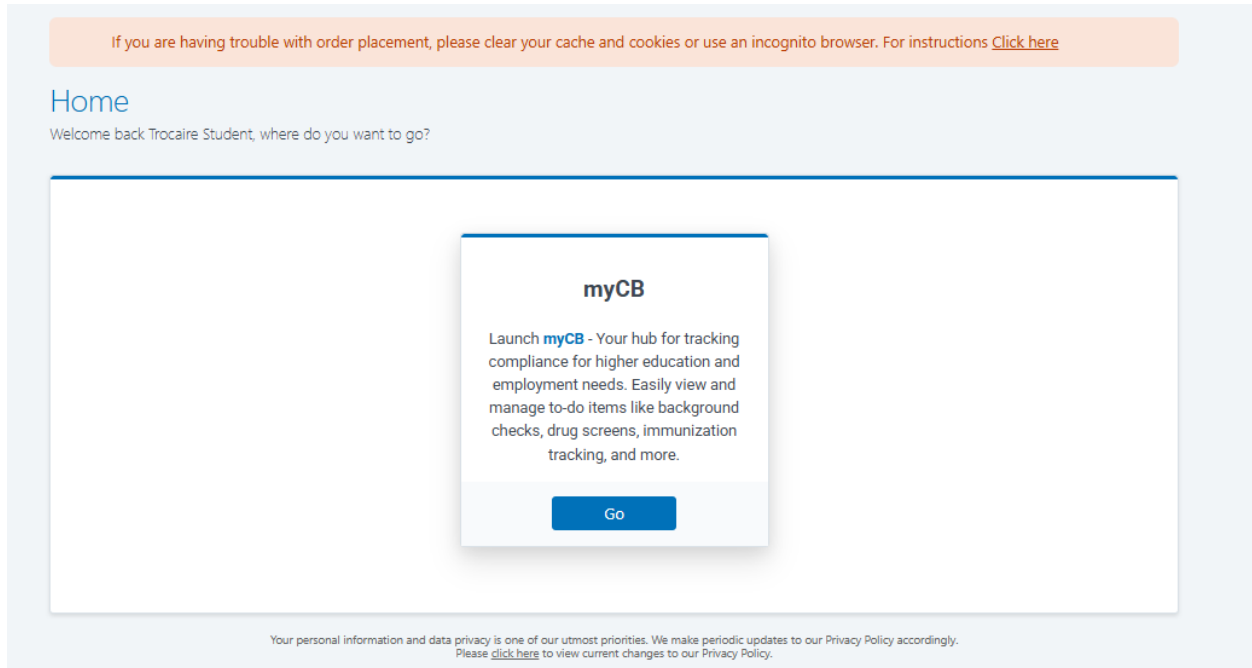 If you are having trouble with order placement, please clear your cache and cookies or use an incognito browser. For instructions Click here
Home
Welcome back Trocaire Student, where do you want to go?
myCB
Launch myCB - Your hub for tracking
compliance for higher education and
employment needs. Easily view and
manage to-do items like background
checks, drug screens, immunization
tracking, and more.
Go
Your personal information and data privacy is one of our utmost priorities. We make periodic updates to our Privacy Policy accordingly.
Please click here to view current changes to our Privacy Policy.